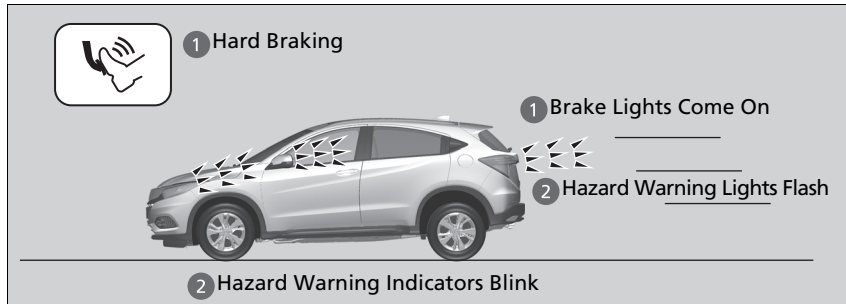 1 Hard Braking
1 Brake Lights Come On
2 Hazard Warning Lights Flash
2 Hazard Warning Indicators Blink